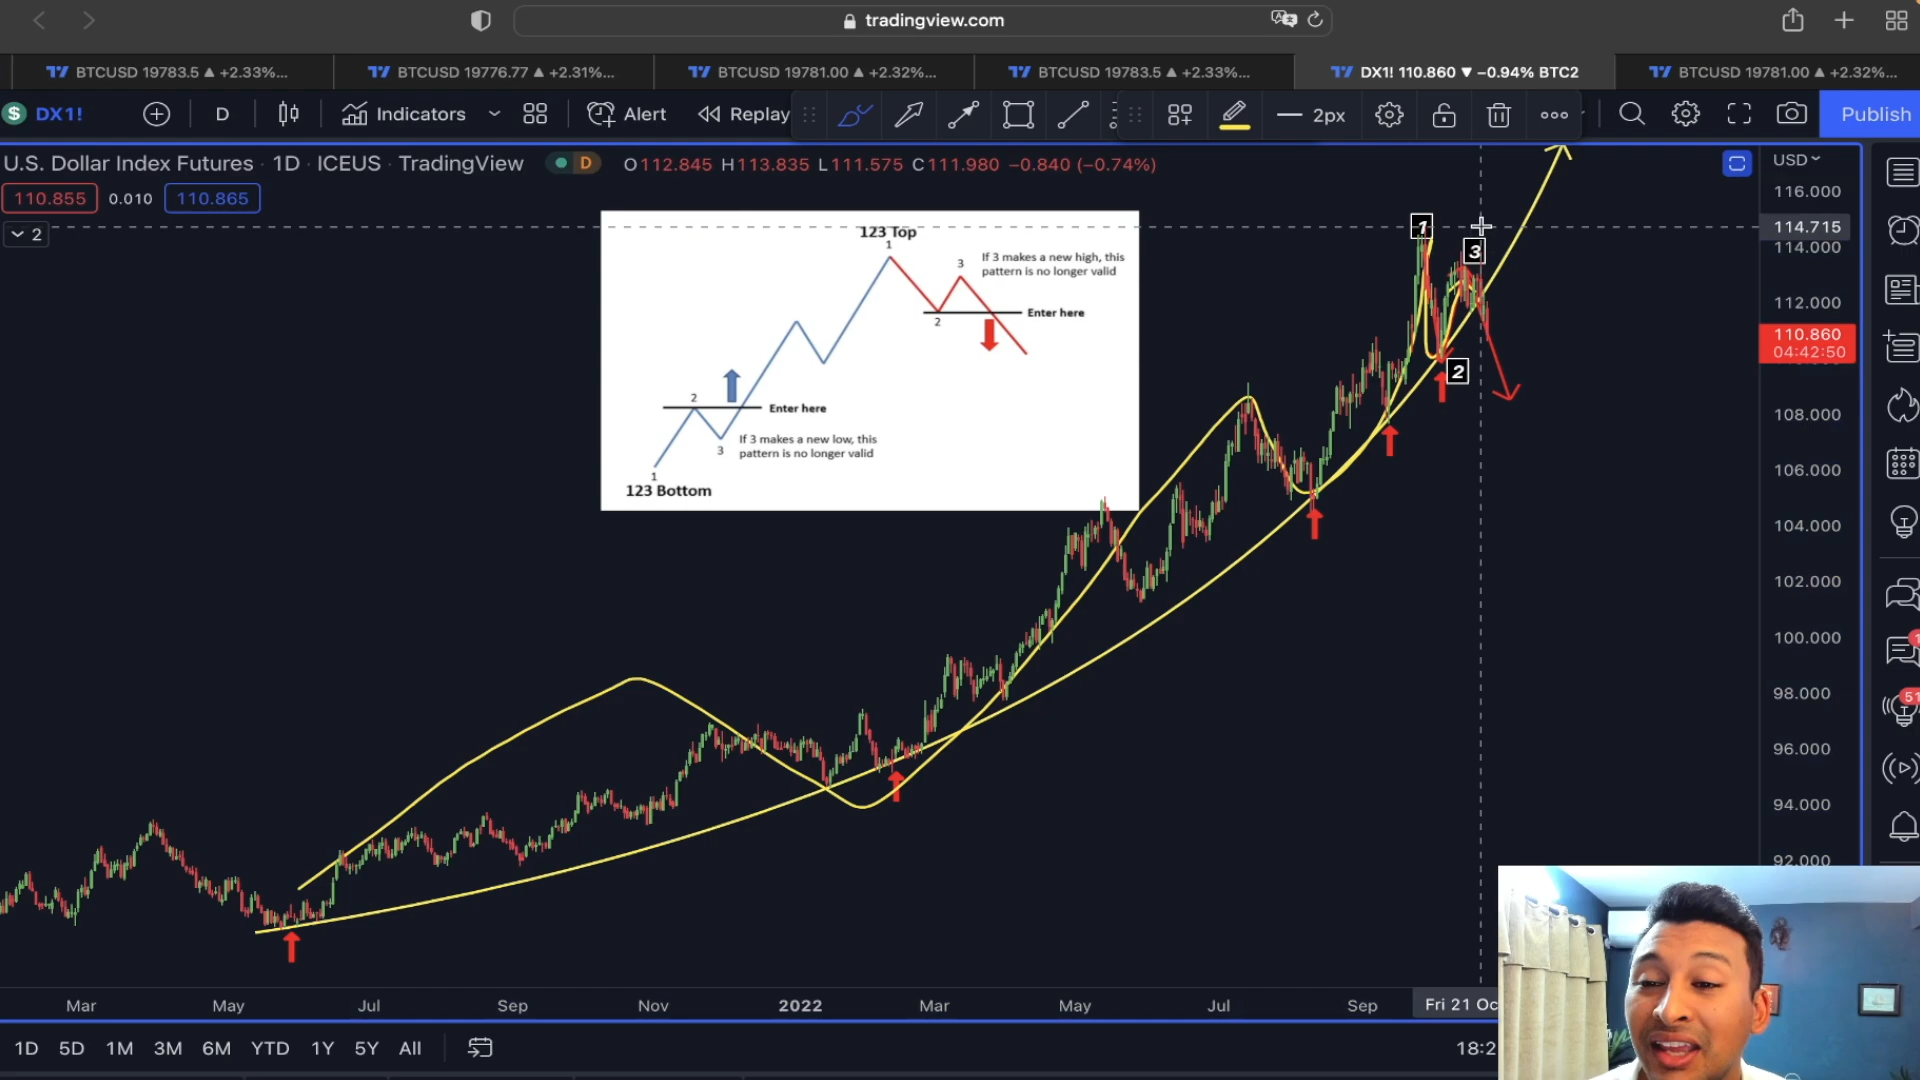 tradingview.com
BTCUSD 19783.5 ▲ +2.33%...
BTCUSD 19776.77 ▲ +2.31%...
BTCUSD 19781.00 ▲ +2.32%...
BTCUSD 19783.5 ▲ +2.33%...
DX1! 110.860 ▼ −0.94% BTC2
BTCUSD 19781.00 ▲ +2.32%...
DX1!
D
Indicators
Alert
Replay
2px
Publish
U.S. Dollar Index Futures · 1D · ICEUS · TradingView
D
O112.845 H113.835 L111.575 C111.980 −0.840 (−0.74%)
USD
110.855
0.010
110.865
2
116.000
114.715
114.000
112.000
110.860
04:42:50
108.000
106.000
104.000
102.000
100.000
98.000
96.000
94.000
92.000
123 Top
1
If 3 makes a new high, this
pattern is no longer valid
3
2
Enter here
2
Enter here
If 3 makes a new low, this
pattern is no longer valid
3
1
123 Bottom
1
3
2
51
Mar
May
Jul
Sep
Nov
2022
Mar
May
Jul
Sep
Fri 21 Oc
1D
5D
1M
3M
6M
YTD
1Y
5Y
All
18:2